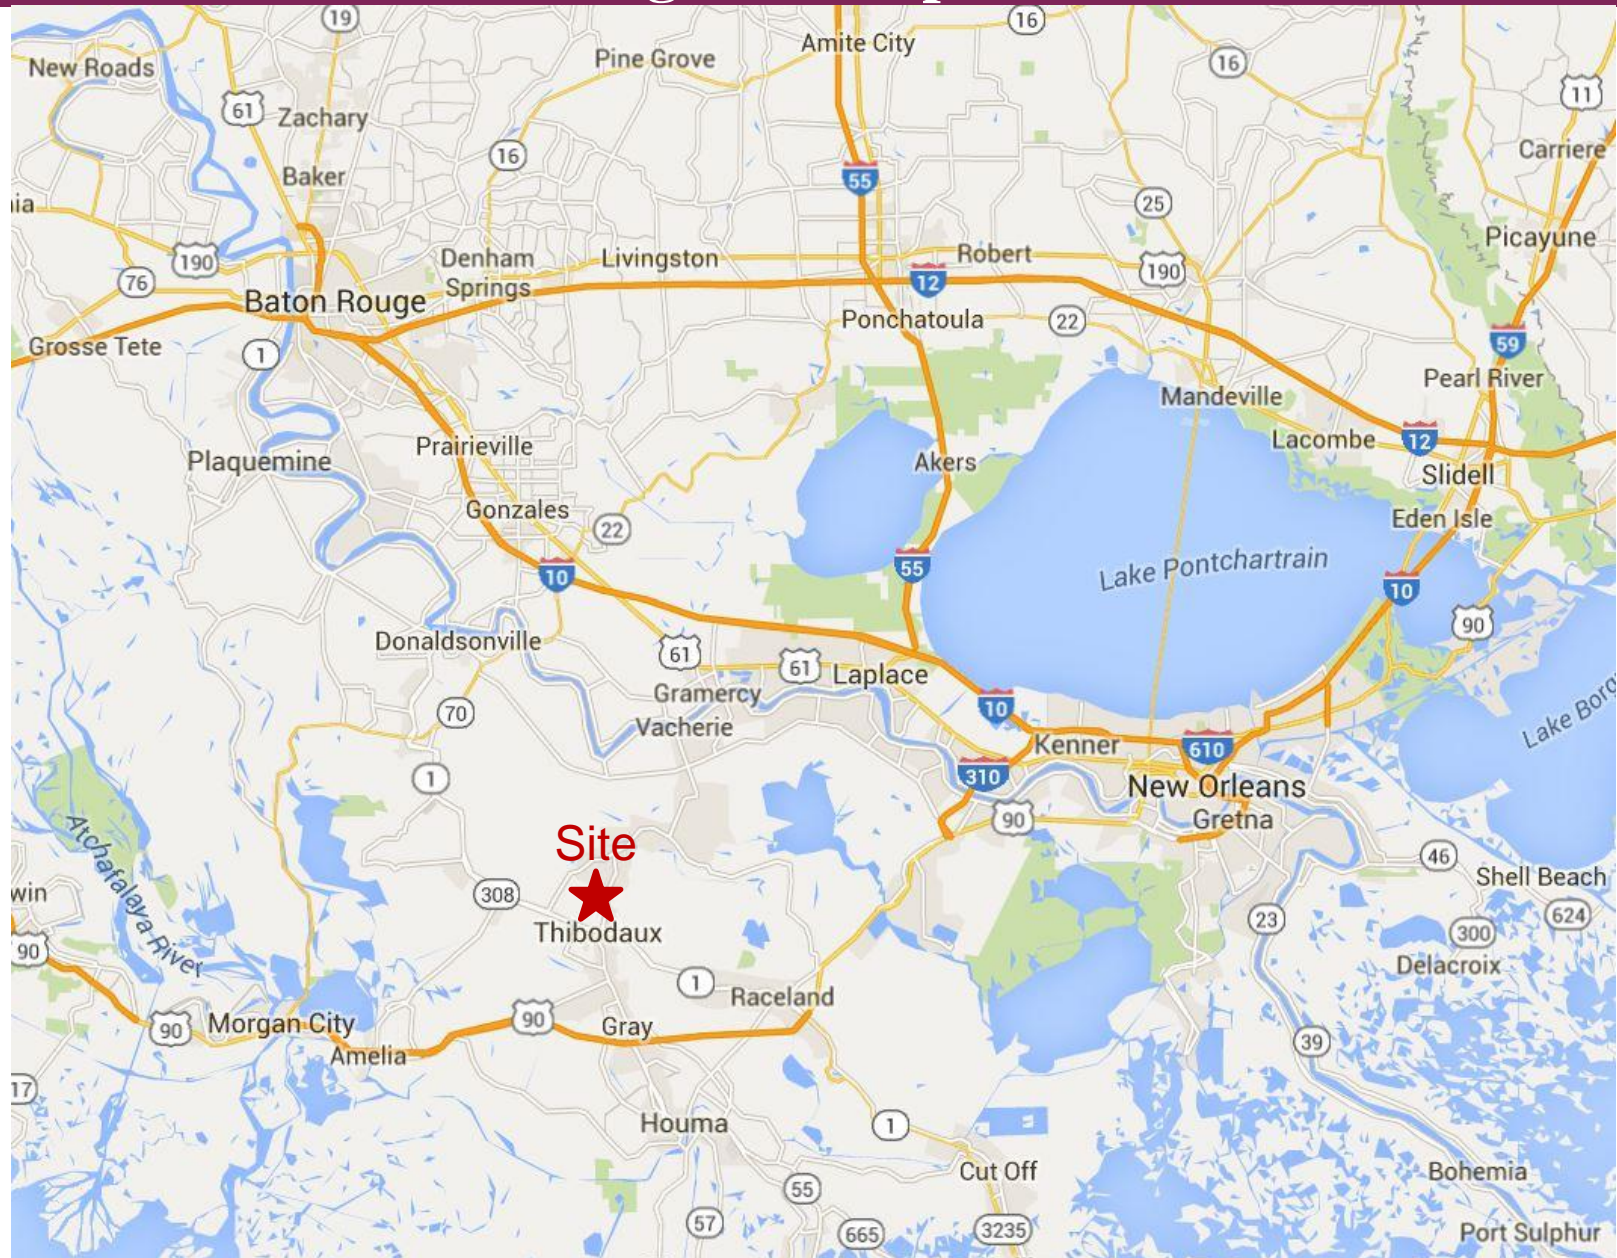 19
16
Amite City
New Roads
Pine Grove
16
61
Zachary
11
16
Carriere
Baker
55
25
190
Denham
Springs
Livingston
Robert
190
Picayune
76
12
Baton Rouge
Ponchatoula
22
Grosse Tete
1
59
Pearl River
Mandeville
Prairieville
Lacombe
12
Plaquemine
Akers
Slidell
Gonzales
22
Eden Isle
10
55
Lake Pontchartrain
10
90
Donaldsonville
61
61
Laplace
Gramercy
70
Vacherie
10
Kenner
610
1
310
New Orleans
90
Gretna
Site
46
Atchafalaya River
308
Shell Beach
23
624
Thibodaux
300
90
Delacroix
1
Raceland
90
Morgan City
90
Gray
Amelia
39
17
Houma
1
Cut Off
Bohemia
55
57
665
3235
Port Sulphur